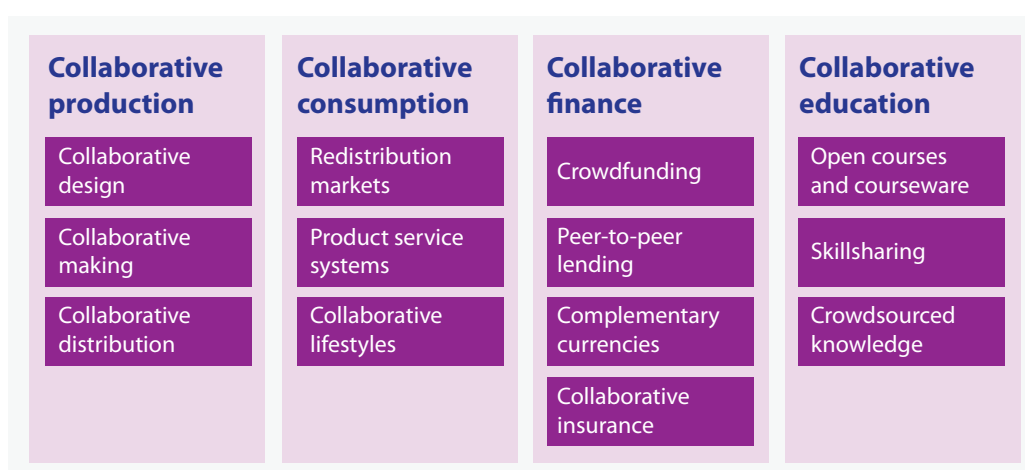 Collaborative
production
Collaborative
design
Collaborative
making
Collaborative
distribution
Collaborative
consumption
Redistribution
markets
Product service
systems
Collaborative
lifestyles
Collaborative
finance
Crowdfunding
Peer-to-peer
lending
Complementary
currencies
Collaborative
insurance
Collaborative
education
Open courses
and courseware
Skillsharing
Crowdsourced
knowledge